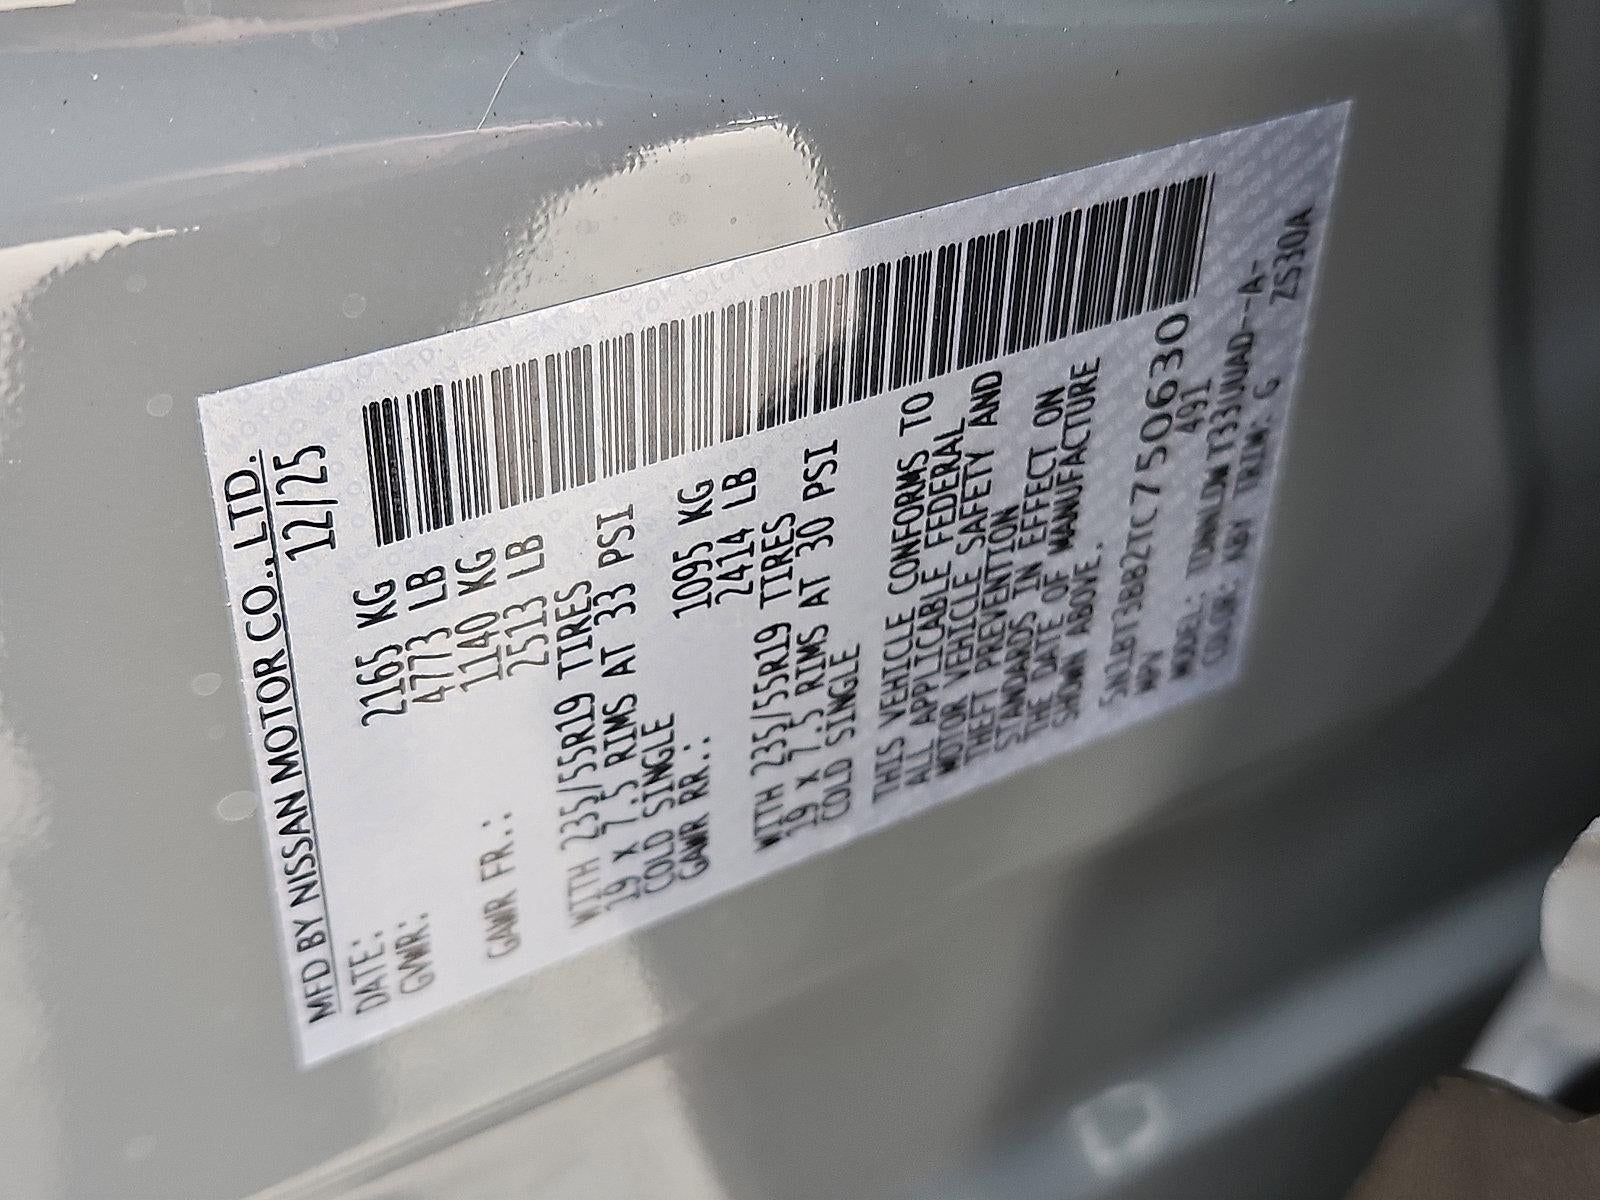 MFD BY NISSAN MOTOR CO., LTD.
DATE: 12/25
GVWR: 2165 KG
4773 LB
GAWR FR.: 1140 KG
2513 LB
WITH 235/55R19 TIRES
19 x 7.5 RIMS AT 33 PSI
COLD SINGLE
GAWR RR.: 1095 KG
2414 LB
WITH 235/55R19 TIRES
19 x 7.5 RIMS AT 30 PSI
COLD SINGLE
THIS VEHICLE CONFORMS TO
ALL APPLICABLE FEDERAL
MOTOR VEHICLE SAFETY AND
THEFT PREVENTION
STANDARDS IN EFFECT ON
THE DATE OF MANUFACTURE
SHOWN ABOVE.
5N1BT3BB2TC750630
MPV 491
MODEL:
COLOR: KBY TRIM: G ZS30A